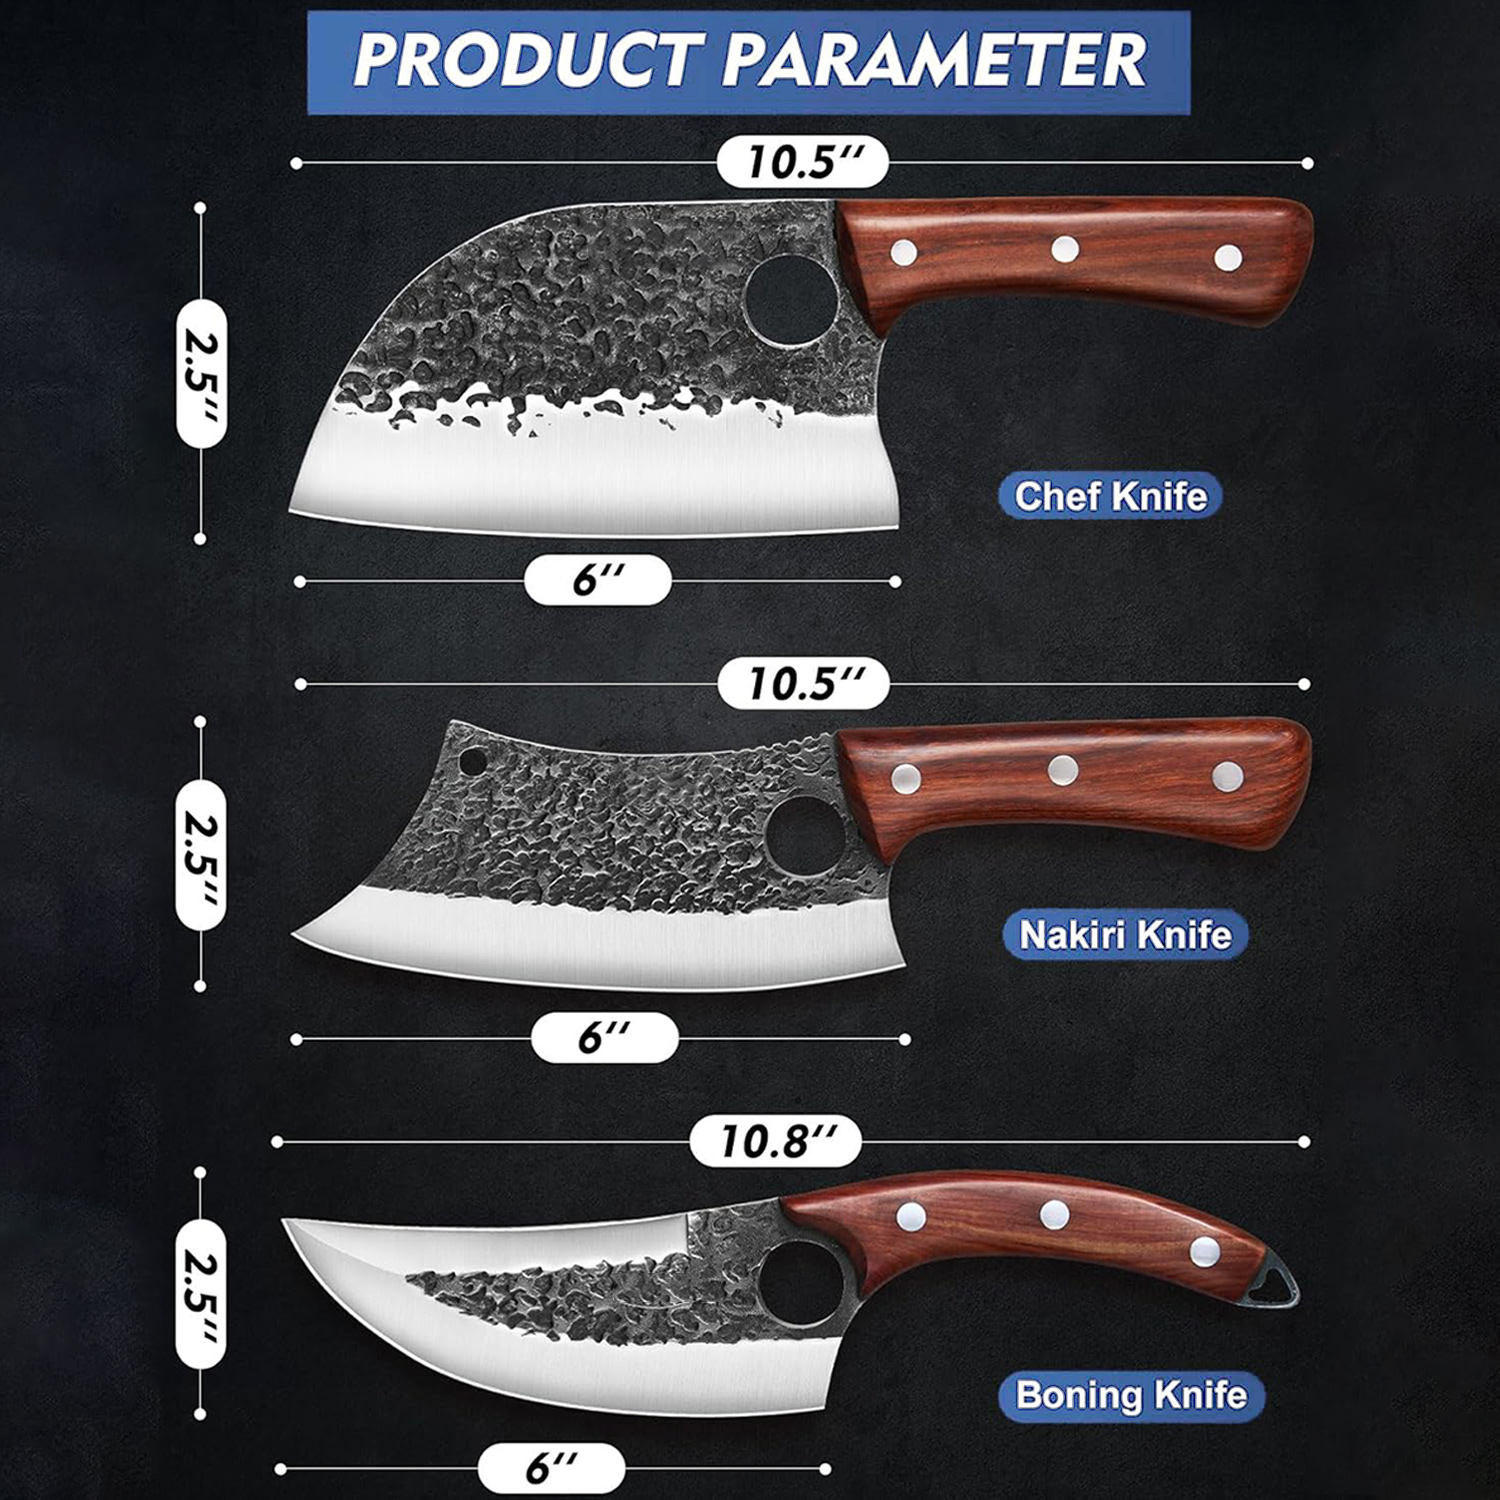 PRODUCT PARAMETER
10.5’’
2.5’’
Chef Knife
6’’
10.5’’
2.5’’
Nakiri Knife
6’’
10.8’’
2.5’’
Boning Knife
6’’